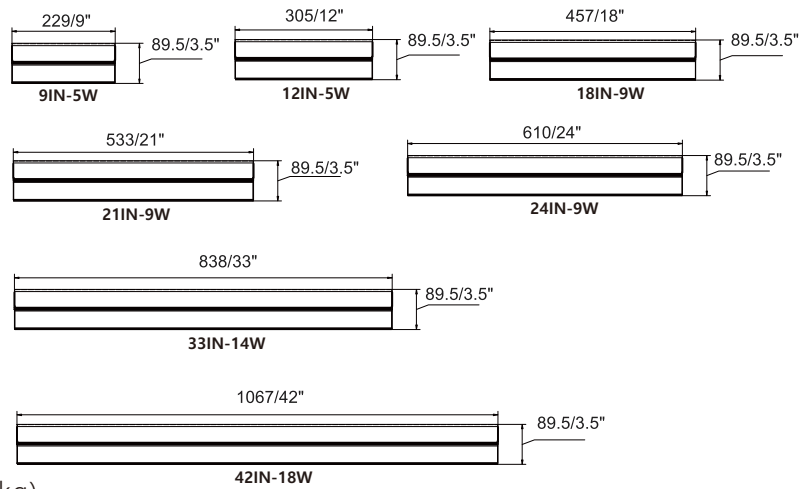 229/9"
89.5/3.5"
9IN-5W
305/12"
89.5/3.5"
12IN-5W
457/18"
89.5/3.5"
18IN-9W
533/21"
89.5/3.5"
21IN-9W
610/24"
89.5/3.5"
24IN-9W
838/33"
89.5/3.5"
33IN-14W
1067/42"
89.5/3.5"
42IN-18W
kg)